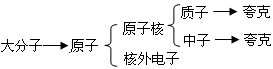 质子 夸克
原子核
中子 夸克
大分子 原子
核外电子